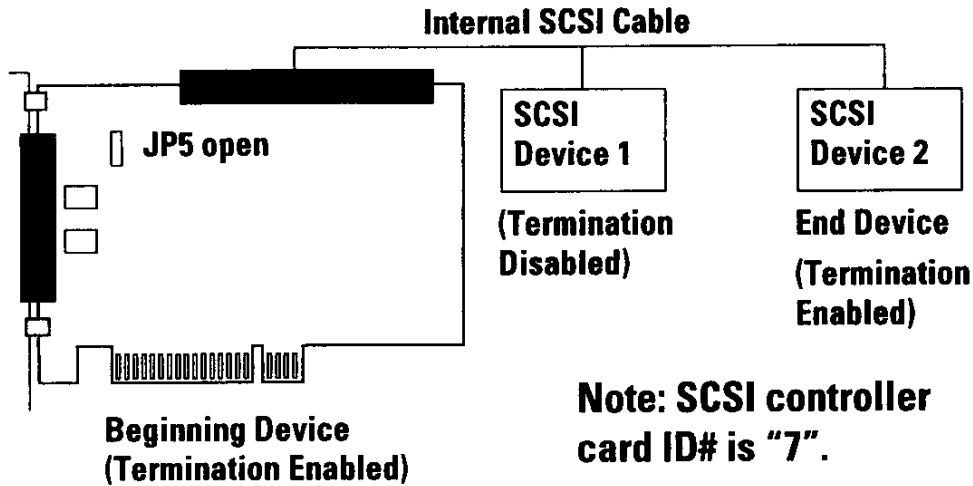 Internal SCSI Cable
JP5 open
SCSI
Device 1
(Termination
Disabled)
SCSI
Device 2
End Device
(Termination
Enabled)
Beginning Device
(Termination Enabled)
Note: SCSI controller
card ID# is “7”.